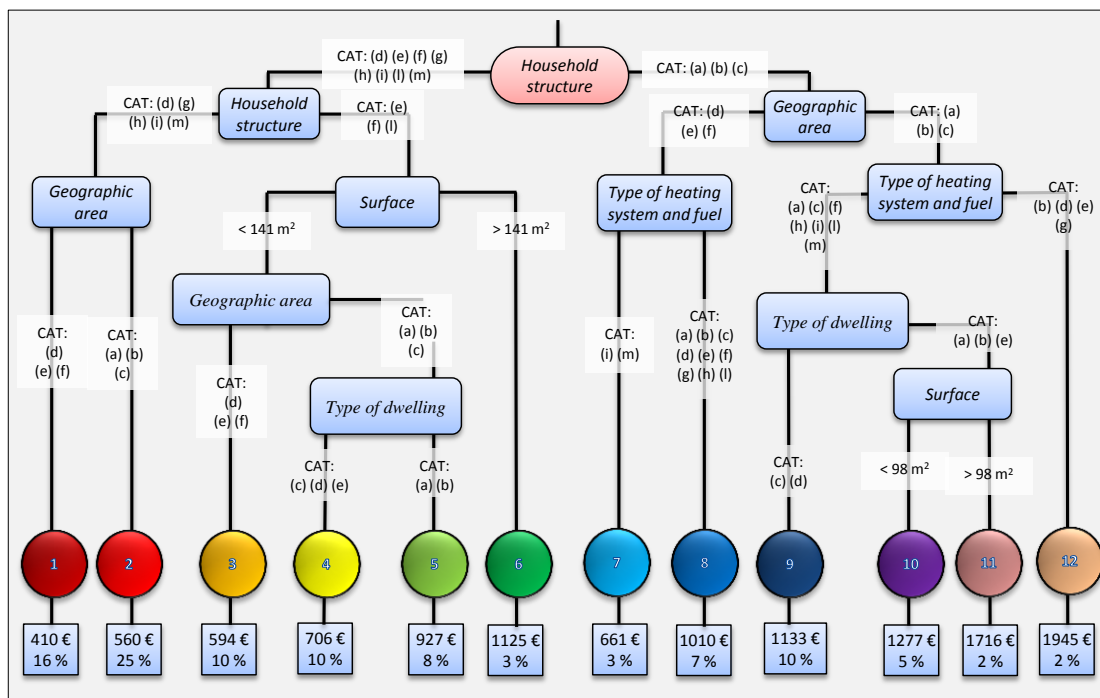 Household
structure
CAT: (d) (e) (f) (g)
(h) (i) (l) (m)
CAT: (a) (b) (c)
Household
structure
Geographic
area
CAT: (d) (g)
(h) (i) (m)
CAT: (e)
(f) (l)
CAT: (d)
(e) (f)
CAT: (a)
(b) (c)
Geographic
area
Surface
Type of heating
system and fuel
Type of heating
system and fuel
< 141 m²
> 141 m²
CAT:
(a) (c) (f)
(h) (i) (l)
(m)
CAT:
(b) (d) (e)
(g)
Geographic area
Type of dwelling
CAT:
(d)
(e) (f)
CAT:
(a) (b)
(c)
CAT:
(a) (b)
(c)
CAT:
(i) (m)
CAT:
(a) (b) (c)
(d) (e) (f)
(g) (h) (l)
CAT:
(a) (b) (e)
CAT:
(d)
(e) (f)
Type of dwelling
Surface
CAT:
(c) (d) (e)
CAT:
(a) (b)
CAT:
(c) (d)
< 98 m²
> 98 m²
1
2
3
4
5
6
7
8
9
10
11
12
410 €
16 %
560 €
25 %
594 €
10 %
706 €
10 %
927 €
8 %
1125 €
3 %
661 €
3 %
1010 €
7 %
1133 €
10 %
1277 €
5 %
1716 €
2 %
1945 €
2 %